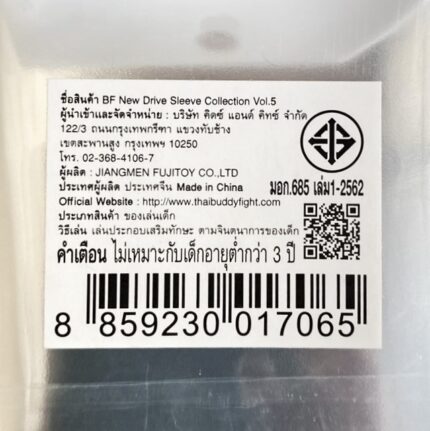 ชื่อสินค้า BF New Drive Sleeve Collection Vol.5
ผู้นำเข้าและจัดจำหน่าย : บริษัท คิดซ์ แอนด์ คิทซ์ จำกัด
122/3 ถนนกรุงเทพกรีฑา แขวงทับช้าง
เขตสะพานสูง กรุงเทพฯ 10250
โทร. 02-368-4106-7
ผู้ผลิต : JIANGMEN FUJITOY CO.,LTD
ประเทศผู้ผลิต ประเทศจีน Made in China
มอก.685 เล่ม1-2562
Official Website : http://www.thaibuddyfight.com
ประเภทสินค้า ของเล่นเด็ก
วิธีเล่น เล่นประกอบเสริมทักษะ ตามจินตนาการของเด็ก
คำเตือน ไม่เหมาะกับเด็กอายุต่ำกว่า 3 ปี
8 859230 017065